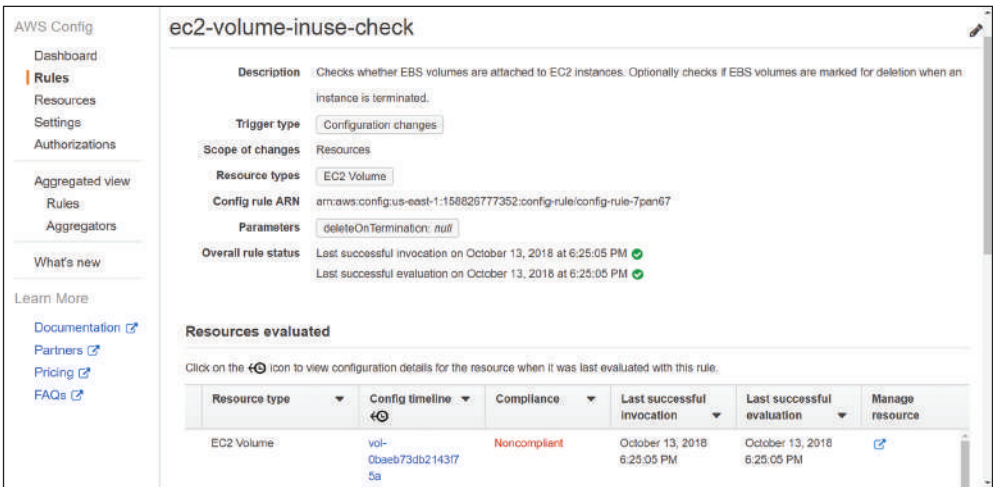 AWS Config
Dashboard
Rules
Resources
Settings
Authorizations
Aggregated view
Rules
Aggregators
What's new
Learn More
Documentation
Partners
Pricing
FAQs
ec2-volume-inuse-check
Description Checks whether EBS volumes are attached to EC2 instances. Optionally checks if EBS volumes are marked for deletion when an
instance is terminated.
Trigger type Configuration changes
Scope of changes Resources
Resource types EC2 Volume
Config rule ARN arn:aws:config:us-east-1:158826777352:config-rule/config-rule-7pan67
Parameters deleteOnTermination: null
Overall rule status Last successful invocation on October 13, 2018 at 6:25:05 PM
Last successful evaluation on October 13, 2018 at 6:25:05 PM
Resources evaluated
Click on the icon to view configuration details for the resource when it was last evaluated with this rule.
Resource type Config timeline Compliance Last successful invocation Last successful evaluation Manage resource
EC2 Volume
vol-
0baeb73db2143f7
5a
Noncompliant
October 13, 2018
6:25:05 PM
October 13, 2018
6:25:05 PM